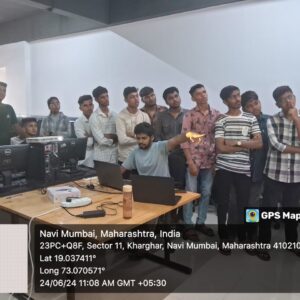 GPS Map
Navi Mumbai, Maharashtra, India
23PC+Q8F, Sector 11, Kharghar, Navi Mumbai, Maharashtra 410210
Lat 19.037411°
Long 73.070571°
24/06/24 11:08 AM GMT +05:30